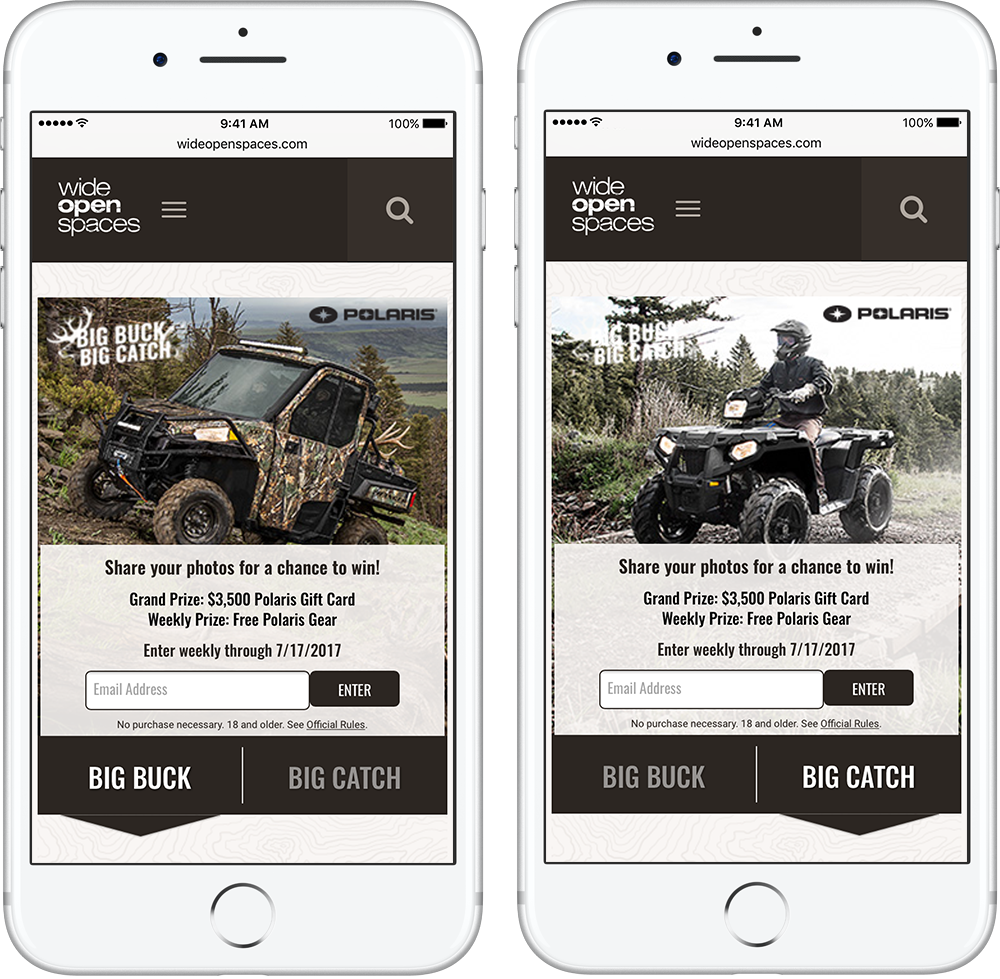 9:41 AM
100%
wideopenspaces.com
wide
open
spaces
BIG BUCK
BIG CATCH
POLARIS
Share your photos for a chance to win!
Grand Prize: $3,500 Polaris Gift Card
Weekly Prize: Free Polaris Gear
Enter weekly through 7/17/2017
Email Address
ENTER
No purchase necessary. 18 and older. See Official Rules.
BIG BUCK
BIG CATCH
9:41 AM
100%
wideopenspaces.com
wide
open
spaces
BIG BUCK
BIG CATCH
POLARIS
Share your photos for a chance to win!
Grand Prize: $3,500 Polaris Gift Card
Weekly Prize: Free Polaris Gear
Enter weekly through 7/17/2017
Email Address
ENTER
No purchase necessary. 18 and older. See Official Rules.
BIG BUCK
BIG CATCH